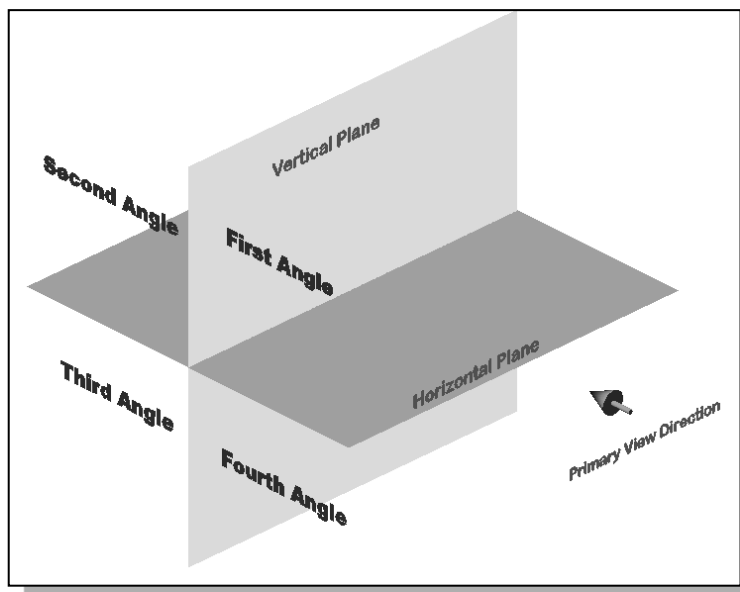 Vertical Plane
Second Angle
First Angle
Horizontal Plane
Third Angle
Primary View Direction
Fourth Angle